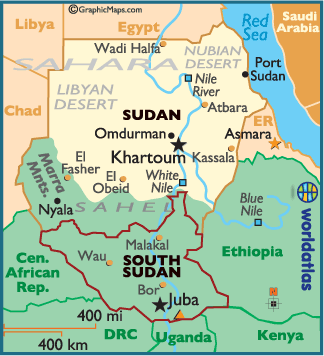 ©GraphicMaps.com
Libya
Egypt
Red
Sea
Saudi
Arabia
Wadi Halfa
NUBIAN
DESERT
SAHARA
Port
Sudan
Nile
River
LIBYAN
DESERT
Atbara
Chad
SUDAN
ER
Omdurman
Asmara
Khartoum
Kassala
Marra
Mnts.
El
Fasher
El
Obeid
White
Nile
Nyala
SAHEL
Blue
Nile
worldatlas
Malakal
Wau
SOUTH
SUDAN
Ethiopia
Cen.
African
Rep.
Bor
Juba
400 mi
400 km
DRC
Uganda
Kenya